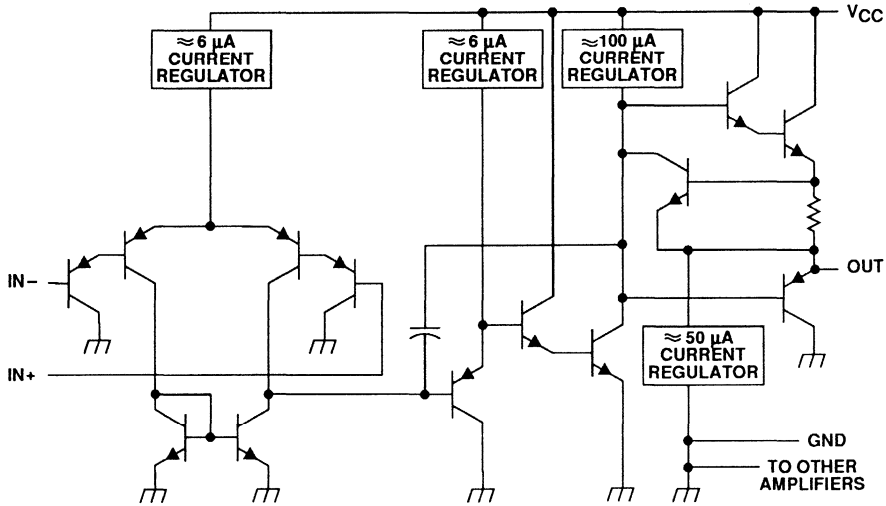 VCC
≈ 6 μA
CURRENT
REGULATOR
≈ 6 μA
CURRENT
REGULATOR
≈100 μA
CURRENT
REGULATOR
IN−
OUT
≈ 50 μA
CURRENT
REGULATOR
IN+
GND
TO OTHER
AMPLIFIERS